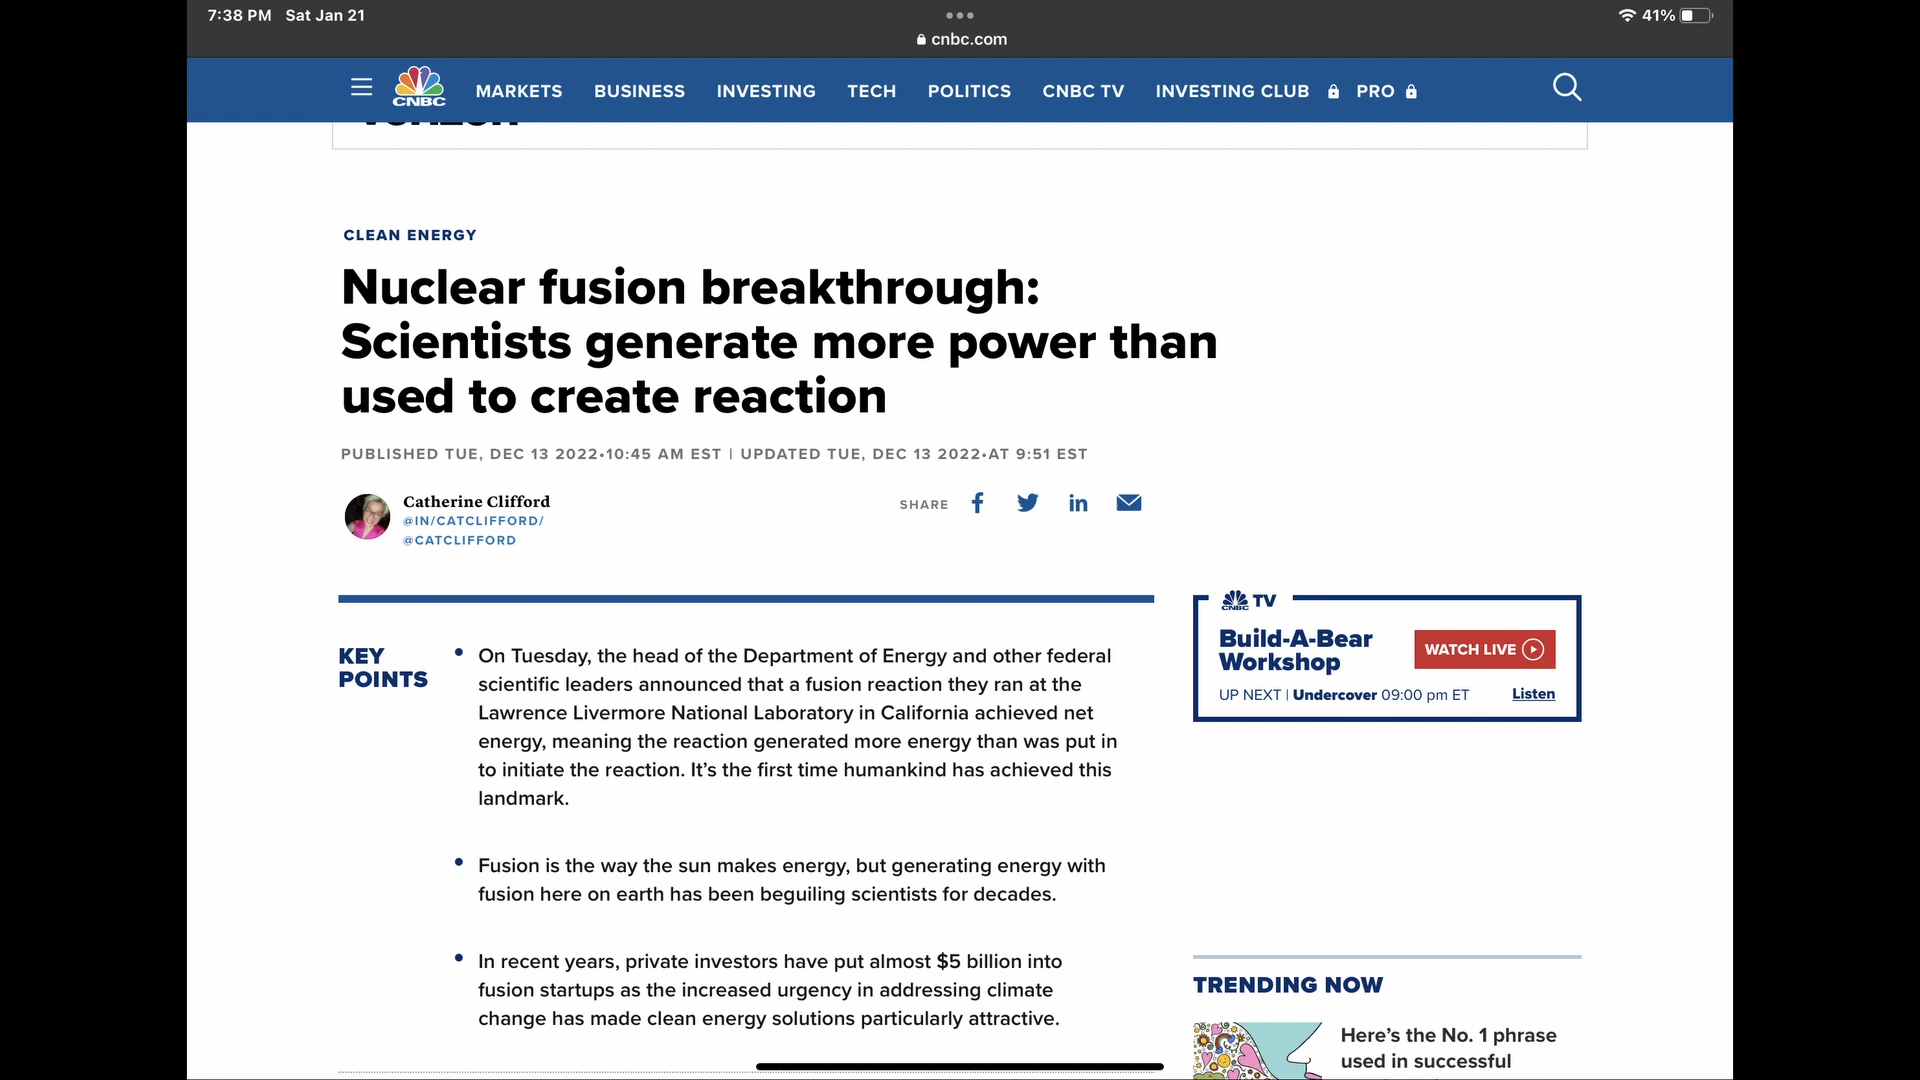 7:38 PM Sat Jan 21
41%
cnbc.com
CNBC
MARKETS BUSINESS INVESTING TECH POLITICS CNBC TV INVESTING CLUB PRO
CLEAN ENERGY
Nuclear fusion breakthrough:
Scientists generate more power than
used to create reaction
PUBLISHED TUE, DEC 13 2022•10:45 AM EST | UPDATED TUE, DEC 13 2022•AT 9:51 EST
Catherine Clifford
@IN/CATCLIFFORD/
@CATCLIFFORD
SHARE
KEY
POINTS
• On Tuesday, the head of the Department of Energy and other federal
scientific leaders announced that a fusion reaction they ran at the
Lawrence Livermore National Laboratory in California achieved net
energy, meaning the reaction generated more energy than was put in
to initiate the reaction. It’s the first time humankind has achieved this
landmark.
• Fusion is the way the sun makes energy, but generating energy with
fusion here on earth has been beguiling scientists for decades.
• In recent years, private investors have put almost $5 billion into
fusion startups as the increased urgency in addressing climate
change has made clean energy solutions particularly attractive.
CNBC TV
Build-A-Bear
Workshop
WATCH LIVE
UP NEXT | Undercover 09:00 pm ET
Listen
TRENDING NOW
Here’s the No. 1 phrase
used in successful